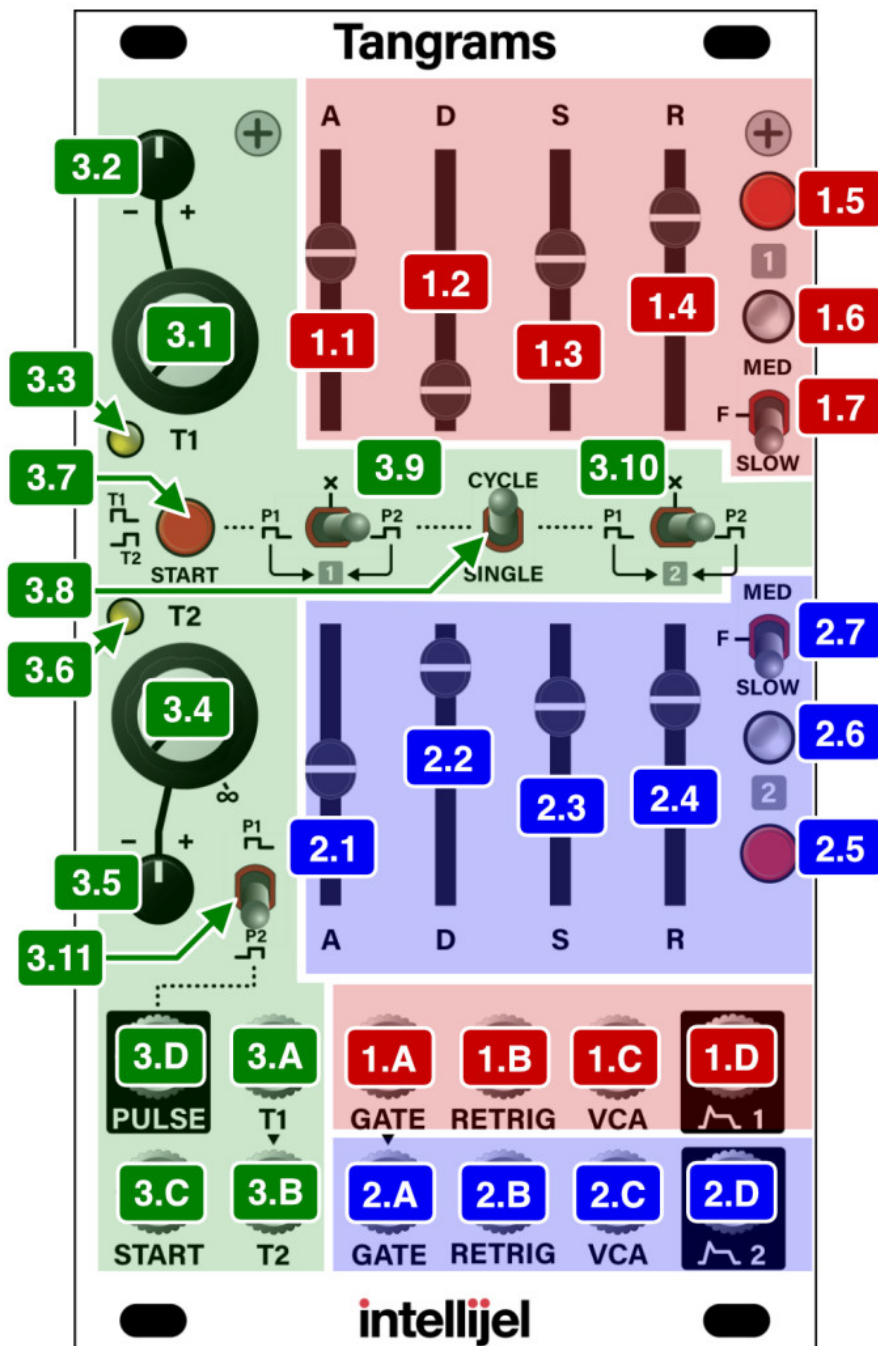 Tangrams
A D S R
3.2
- +
1.5
1
1.2
3.1
1.1
1.3
1.4
1.6
MED
3.3
F
1.7
T1
SLOW
3.7
3.9
CYCLE
3.10
x
x
T1
T2
P1
P2
P1
P2
START
1
SINGLE
2
3.8
T2
MED
3.6
F
2.7
SLOW
3.4
2.2
2.6
∞
2.3
2.4
2
P1
- +
2.1
2.5
3.5
P2
A D S R
3.11
3.D 3.A 1.A 1.B 1.C 1.D
PULSE T1 GATE RETRIG VCA 1
3.C 3.B 2.A 2.B 2.C 2.D
START T2 GATE RETRIG VCA 2
intellijel